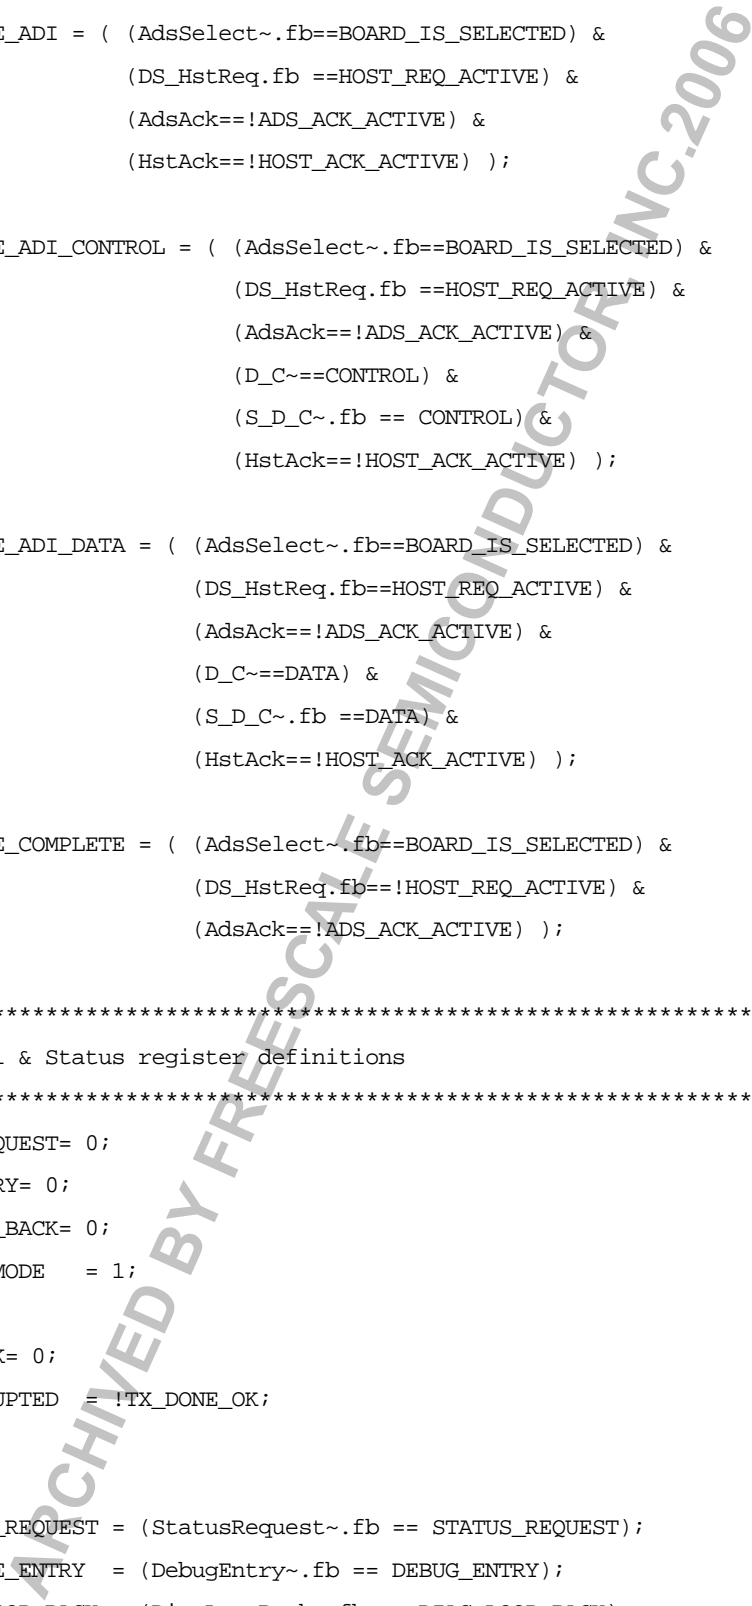 E_ADI = ( (AdsSelect~.fb==BOARD_IS_SELECTED) &
(DS_HstReq.fb ==HOST_REQ_ACTIVE) &
(AdsAck==!ADS_ACK_ACTIVE) &
(HstAck==!HOST_ACK_ACTIVE) );
E_ADI_CONTROL = ( (AdsSelect~.fb==BOARD_IS_SELECTED) &
(DS_HstReq.fb ==HOST_REQ_ACTIVE) &
(AdsAck==!ADS_ACK_ACTIVE) &
(D_C~==CONTROL) &
(S_D_C~.fb == CONTROL) &
(HstAck==!HOST_ACK_ACTIVE) );
E_ADI_DATA = ( (AdsSelect~.fb==BOARD_IS_SELECTED) &
(DS_HstReq.fb==HOST_REQ_ACTIVE) &
(AdsAck==!ADS_ACK_ACTIVE) &
(D_C~==DATA) &
(S_D_C~.fb ==DATA) &
(HstAck==!HOST_ACK_ACTIVE) );
E_COMPLETE = ( (AdsSelect~.fb==BOARD_IS_SELECTED) &
(DS_HstReq.fb==!HOST_REQ_ACTIVE) &
(AdsAck==!ADS_ACK_ACTIVE) );
*********************************************************
l & Status register definitions
*********************************************************
QUEST= 0;
RY= 0;
_BACK= 0;
MODE = 1;
K= 0;
UPTED = !TX_DONE_OK;
_REQUEST = (StatusRequest~.fb == STATUS_REQUEST);
E_ENTRY = (DebugEntry~.fb == DEBUG_ENTRY);
ARCHIVED BY FREESCALE SEMICONDUCTOR, INC.2006